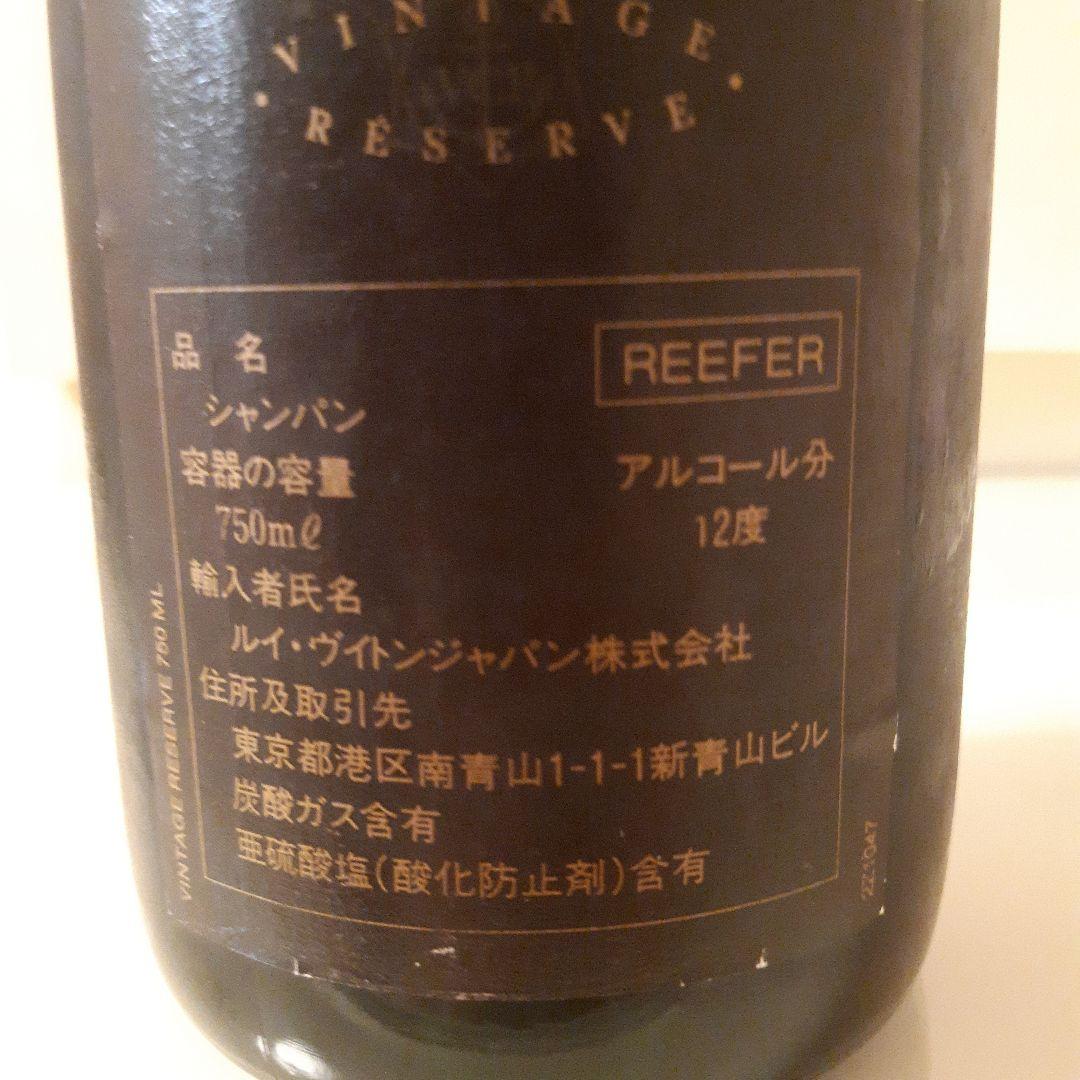 VINTAGE
RÉSERVE
品 名
REEFER
シャンパン
容器の容量
アルコール分
750mℓ
12度
輸入者氏名
ルイ・ヴィトンジャパン株式会社
住所及取引先
東京都港区南青山1-1-1新青山ビル
炭酸ガス含有
亜硫酸塩(酸化防止剤)含有
VINTAGE RESERVE 750 ML